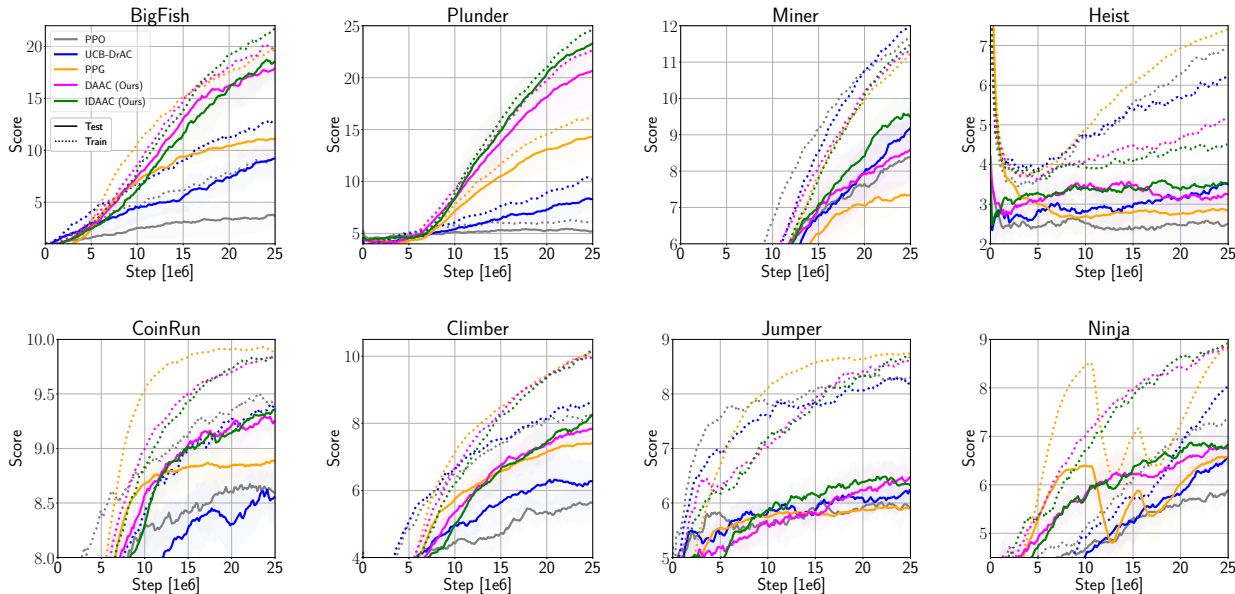 BigFish
Score
20
15
10
5
0 5 10 15 20 25
Step [1e6]
PPO
UCB-DrAC
PPG
DAAC (Ours)
IDAAC (Ours)
Test
Train
Plunder
Score
25
20
15
10
5
0 5 10 15 20 25
Step [1e6]
Miner
Score
12
11
10
9
8
7
6
0 5 10 15 20 25
Step [1e6]
Heist
Score
7
6
5
4
3
2
0 5 10 15 20 25
Step [1e6]
CoinRun
Score
10.0
9.5
9.0
8.5
8.0
0 5 10 15 20 25
Step [1e6]
Climber
Score
10
8
6
4
0 5 10 15 20 25
Step [1e6]
Jumper
Score
9
8
7
6
5
0 5 10 15 20 25
Step [1e6]
Ninja
Score
9
8
7
6
5
0 5 10 15 20 25
Step [1e6]